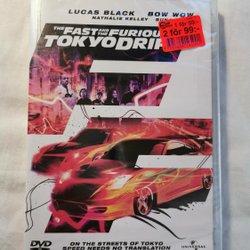 LUCAS BLACK BOW WOW
NATHALIE KELLEY
2 för 99:-
THE FAST AND THE FURIOUS
TOKYO DRIFT
ON THE STREETS OF TOKYO
SPEED NEEDS NO TRANSLATION
DVD
UNIVERSAL